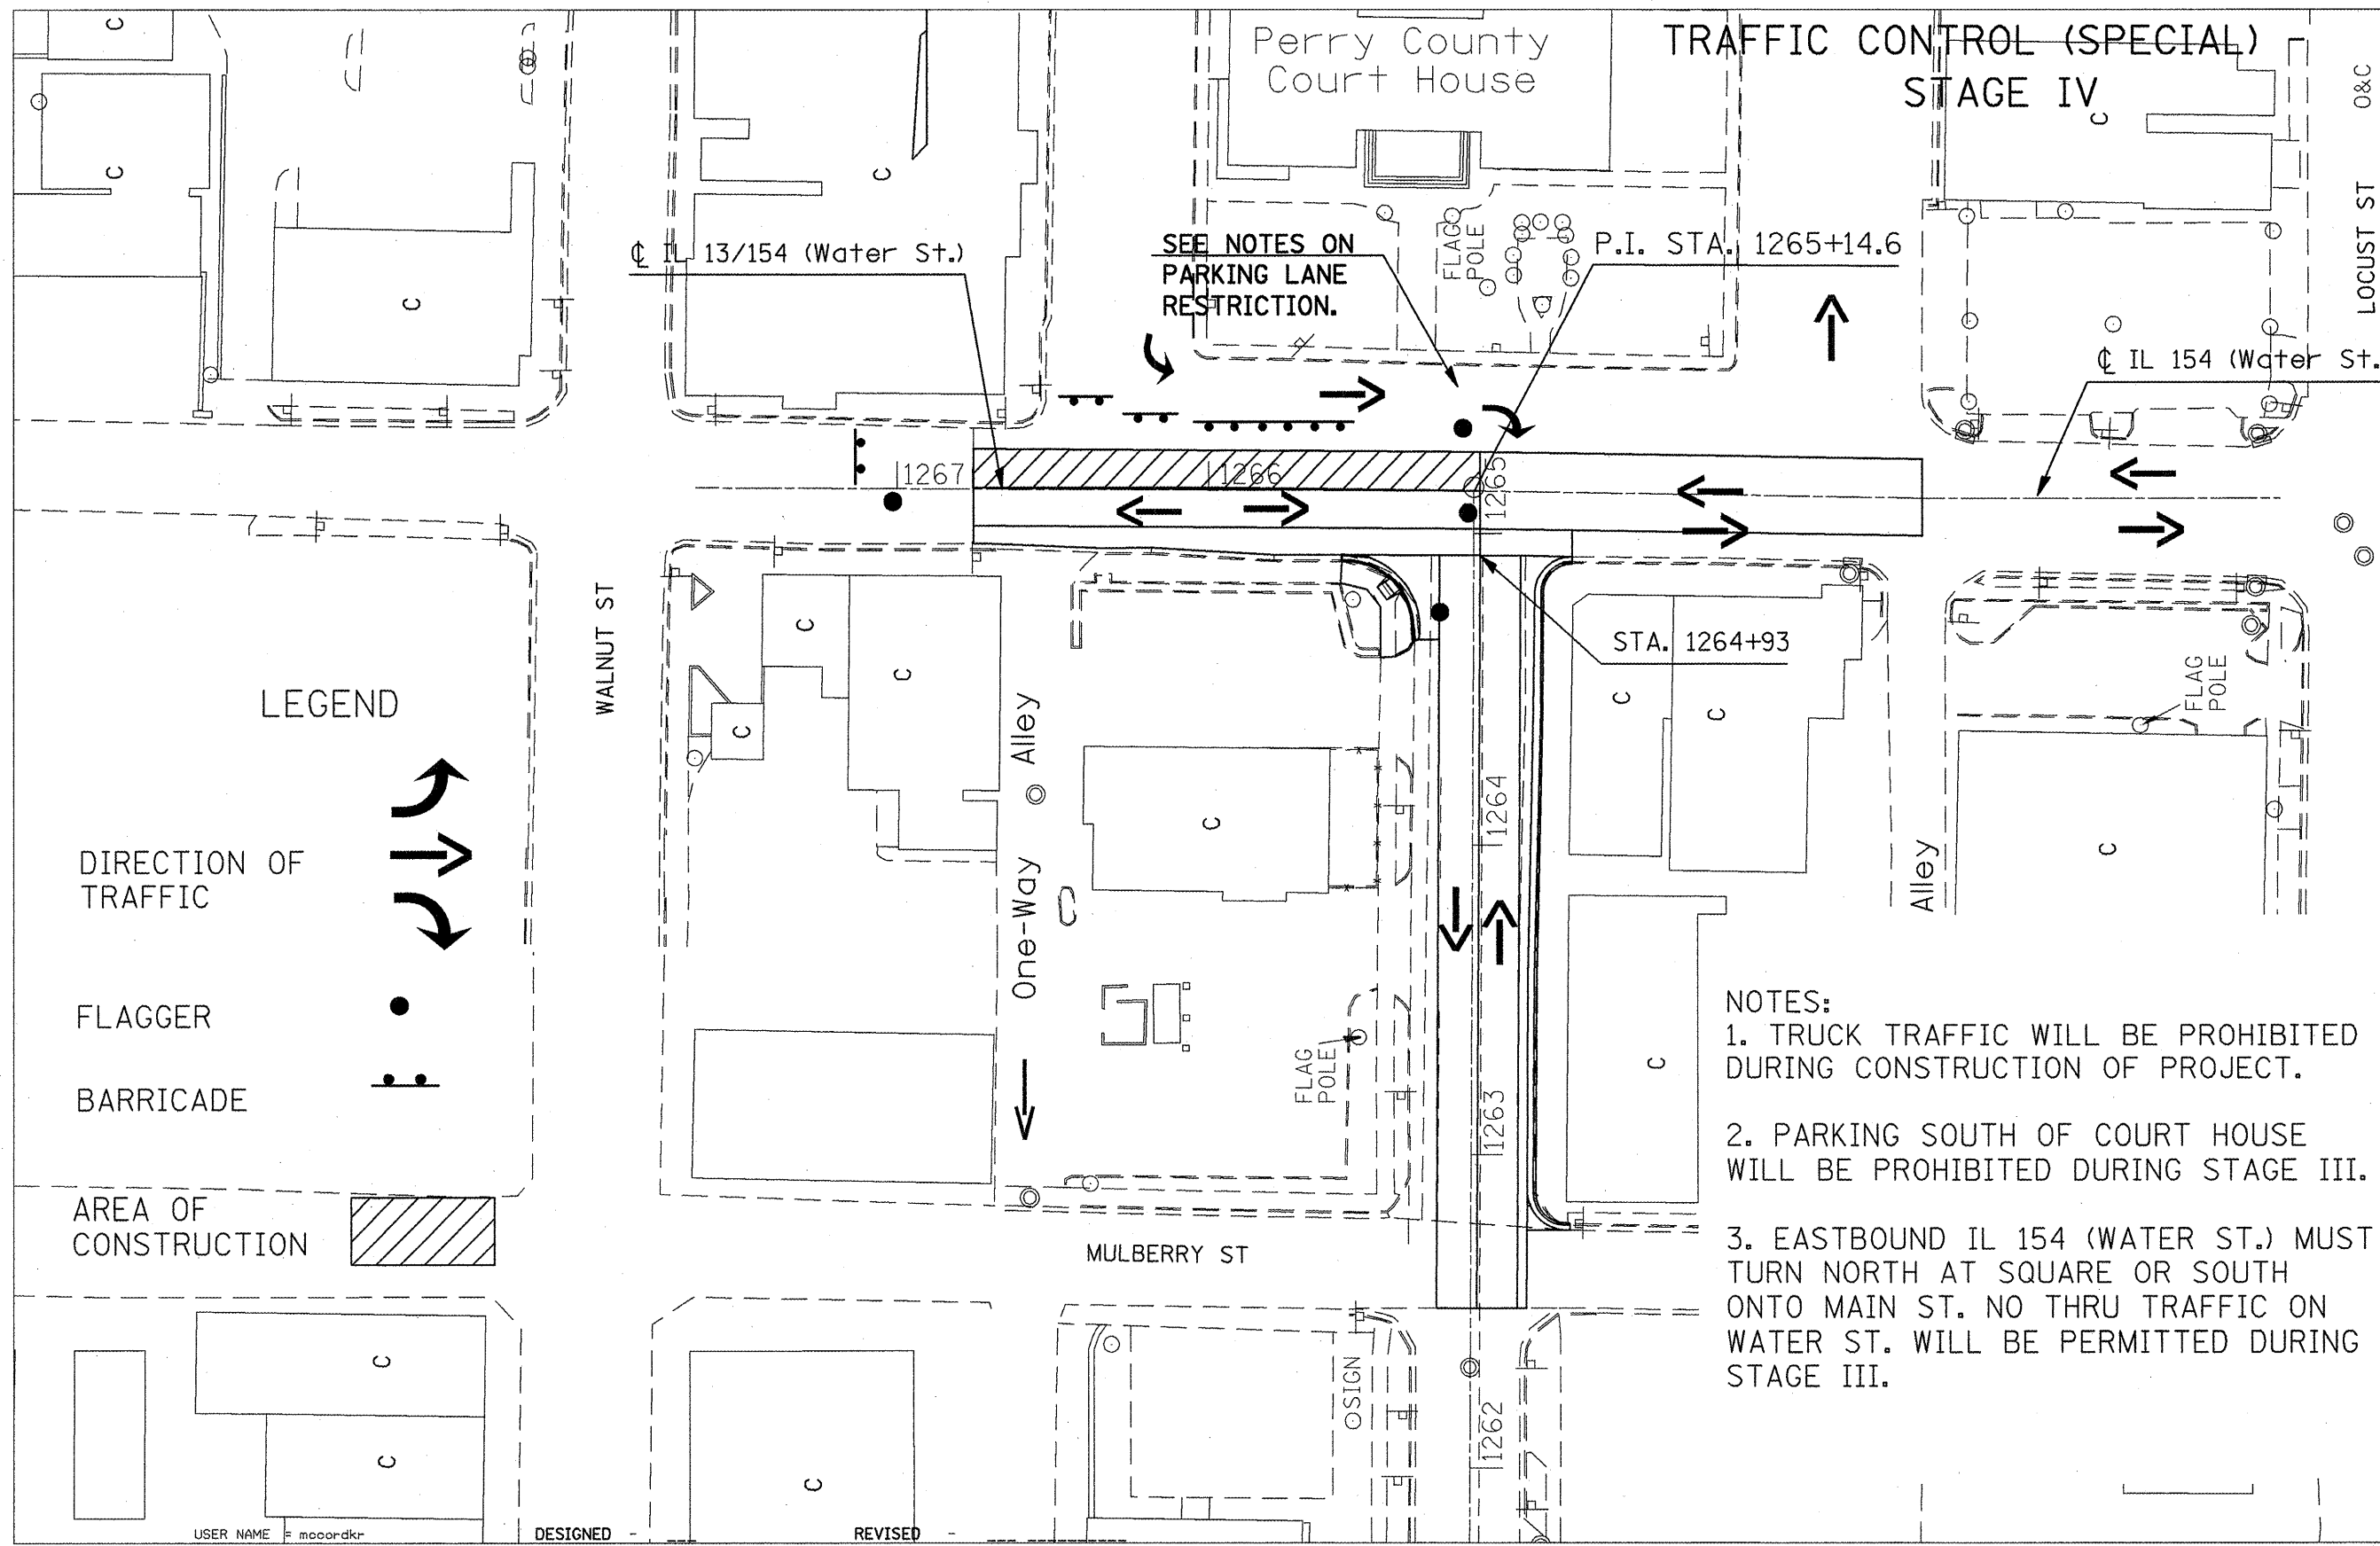 TRAFFIC CONTROL (SPECIAL)
STAGE IV
Perry County
Court House
O&C
LOCUST ST
C
C
C
C
C
℄ IL 13/154 (Water St.)
SEE NOTES ON
PARKING LANE
RESTRICTION.
FLAG
POLE
P.I. STA. 1265+14.6
℄ IL 154 (Water St.
1267
1266
1265
STA. 1264+93
WALNUT ST
C
C
C
One-Way Alley
C
C
C
FLAG
POLE
C
Alley
1264
1263
1262
C
FLAG
POLE
MULBERRY ST
SIGN
C
C
C
LEGEND
DIRECTION OF
TRAFFIC
FLAGGER
BARRICADE
AREA OF
CONSTRUCTION
NOTES:
1. TRUCK TRAFFIC WILL BE PROHIBITED
DURING CONSTRUCTION OF PROJECT.
2. PARKING SOUTH OF COURT HOUSE
WILL BE PROHIBITED DURING STAGE III.
3. EASTBOUND IL 154 (WATER ST.) MUST
TURN NORTH AT SQUARE OR SOUTH
ONTO MAIN ST. NO THRU TRAFFIC ON
WATER ST. WILL BE PERMITTED DURING
STAGE III.
USER NAME = mccordkr
DESIGNED -
REVISED -